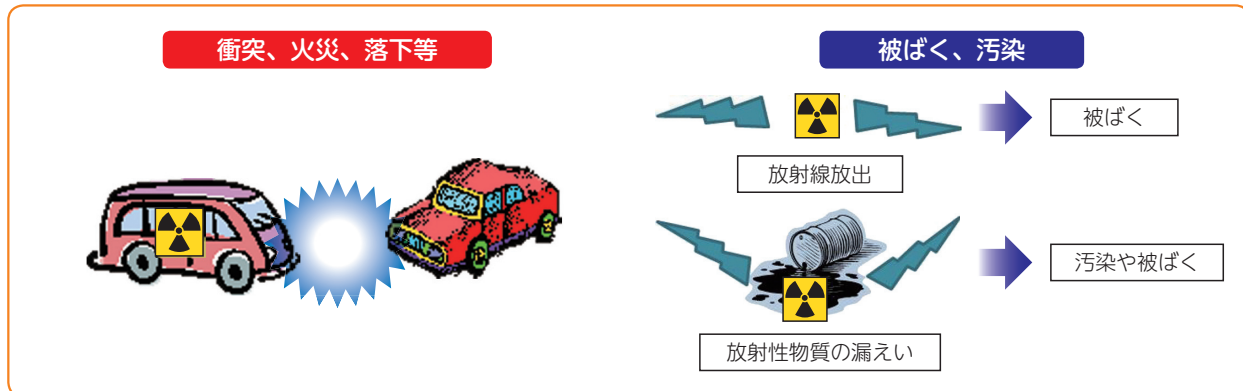 衝突、火災、落下等
被ばく、汚染
被ばく
放射線放出
汚染や被ばく
放射性物質の漏えい